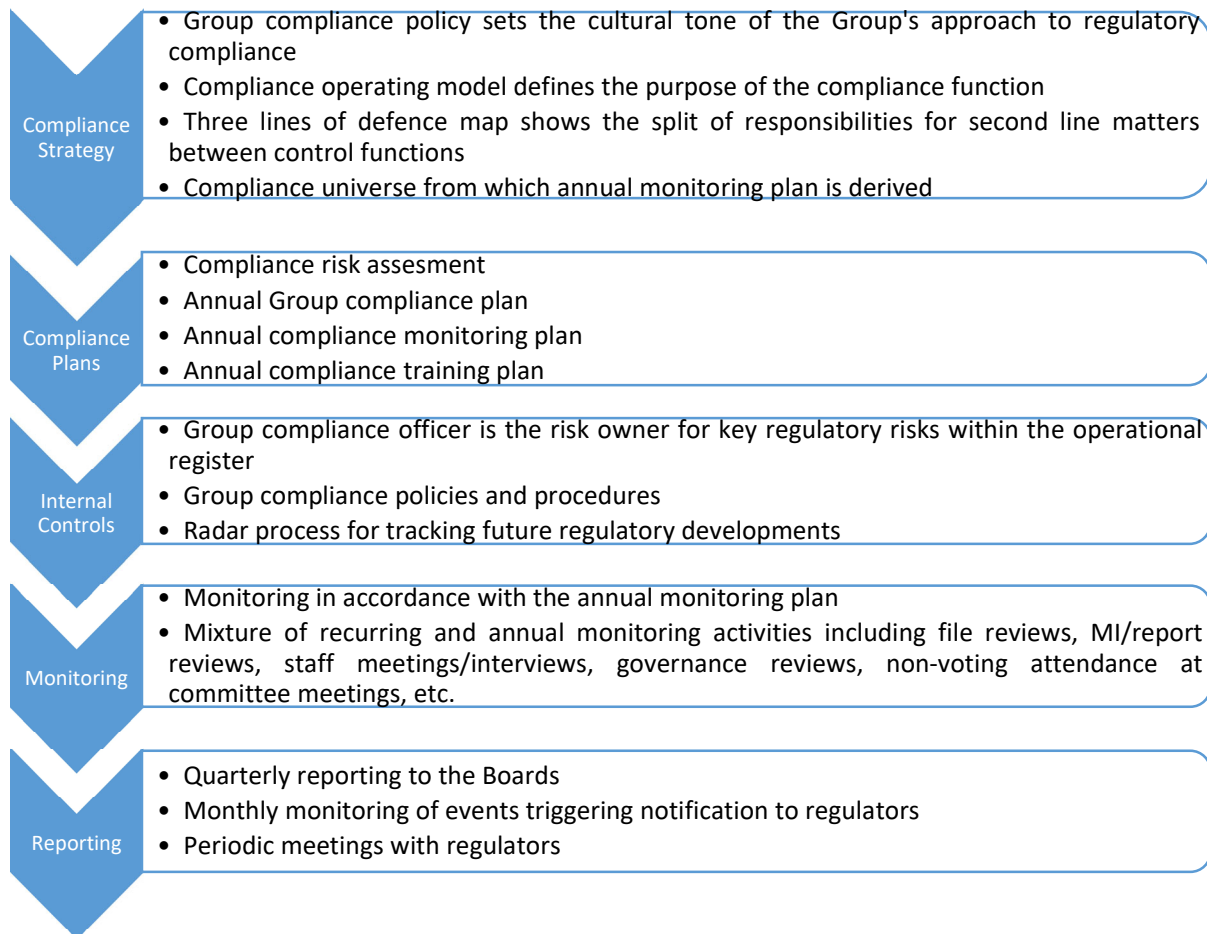 Compliance
Strategy
• Group compliance policy sets the cultural tone of the Group's approach to regulatory
compliance
• Compliance operating model defines the purpose of the compliance function
• Three lines of defence map shows the split of responsibilities for second line matters
between control functions
• Compliance universe from which annual monitoring plan is derived
Compliance
Plans
• Compliance risk assesment
• Annual Group compliance plan
• Annual compliance monitoring plan
• Annual compliance training plan
Internal
Controls
• Group compliance officer is the risk owner for key regulatory risks within the operational
register
• Group compliance policies and procedures
• Radar process for tracking future regulatory developments
Monitoring
• Monitoring in accordance with the annual monitoring plan
• Mixture of recurring and annual monitoring activities including file reviews, MI/report
reviews, staff meetings/interviews, governance reviews, non-voting attendance at
committee meetings, etc.
Reporting
• Quarterly reporting to the Boards
• Monthly monitoring of events triggering notification to regulators
• Periodic meetings with regulators